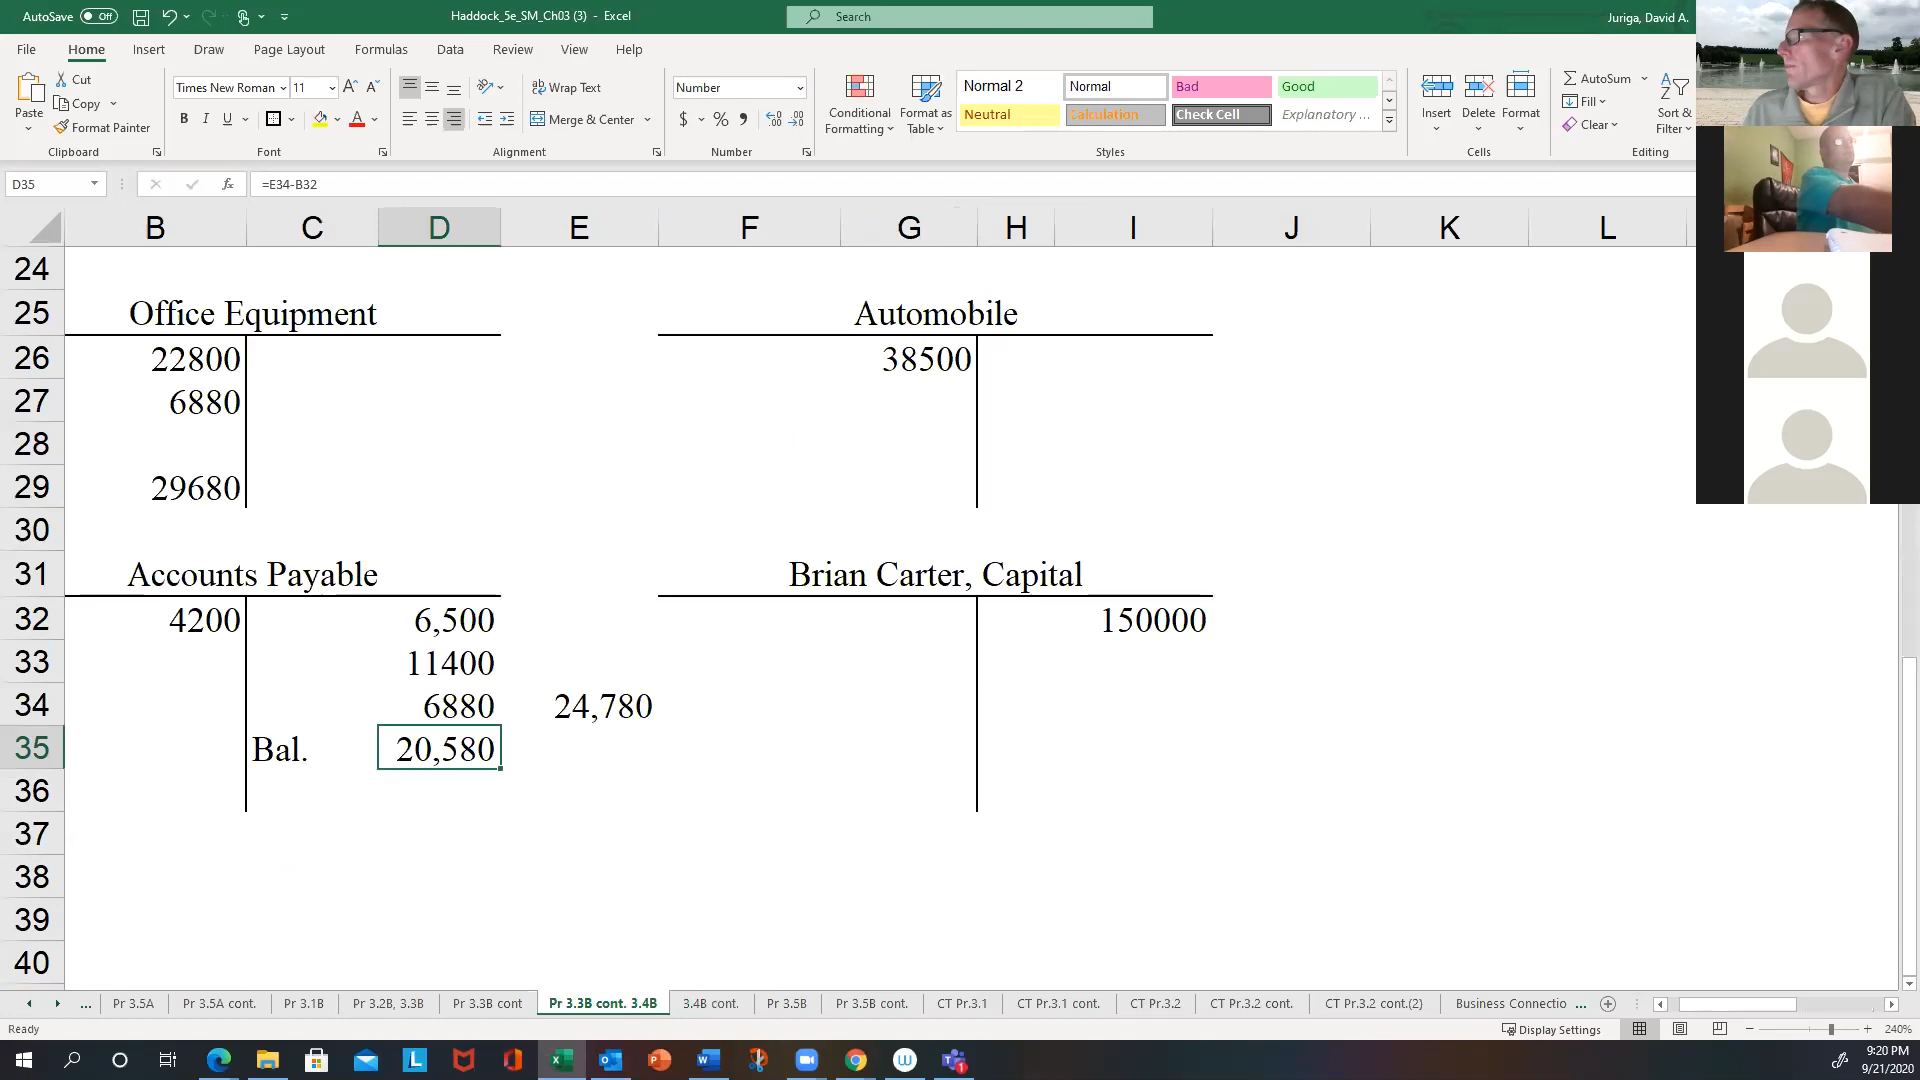 AutoSave Off
Haddock_5e_SM_Ch03 (3) - Excel
Search
Juriga, David A.
File Home Insert Draw Page Layout Formulas Data Review View Help
Paste
Cut
Copy
Format Painter
Clipboard
Times New Roman 11
B I U
Font
Wrap Text
Merge & Center
Alignment
Number
$ % 9
Number
Conditional Formatting
Format as Table
Normal 2 Normal Bad Good
Neutral Calculation Check Cell Explanatory ...
Styles
Insert Delete Format
Cells
AutoSum
Fill
Clear
Sort & Filter
Editing
D35 fx =E34-B32
B C D E F G H I J K L
24
25 Office Equipment Automobile
26 22800 38500
27 6880
28
29 29680
30
31 Accounts Payable Brian Carter, Capital
32 4200 6,500 150000
33 11400
34 6880 24,780
35 Bal. 20,580
36
37
38
39
40
... Pr 3.5A Pr 3.5A cont. Pr 3.1B Pr 3.2B, 3.3B Pr 3.3B cont Pr 3.3B cont. 3.4B 3.4B cont. Pr 3.5B Pr 3.5B cont. CT Pr.3.1 CT Pr.3.1 cont. CT Pr.3.2 CT Pr.3.2 cont. CT Pr.3.2 cont.(2) Business Connectio ...
Ready
Display Settings
240%
9:20 PM
9/21/2020